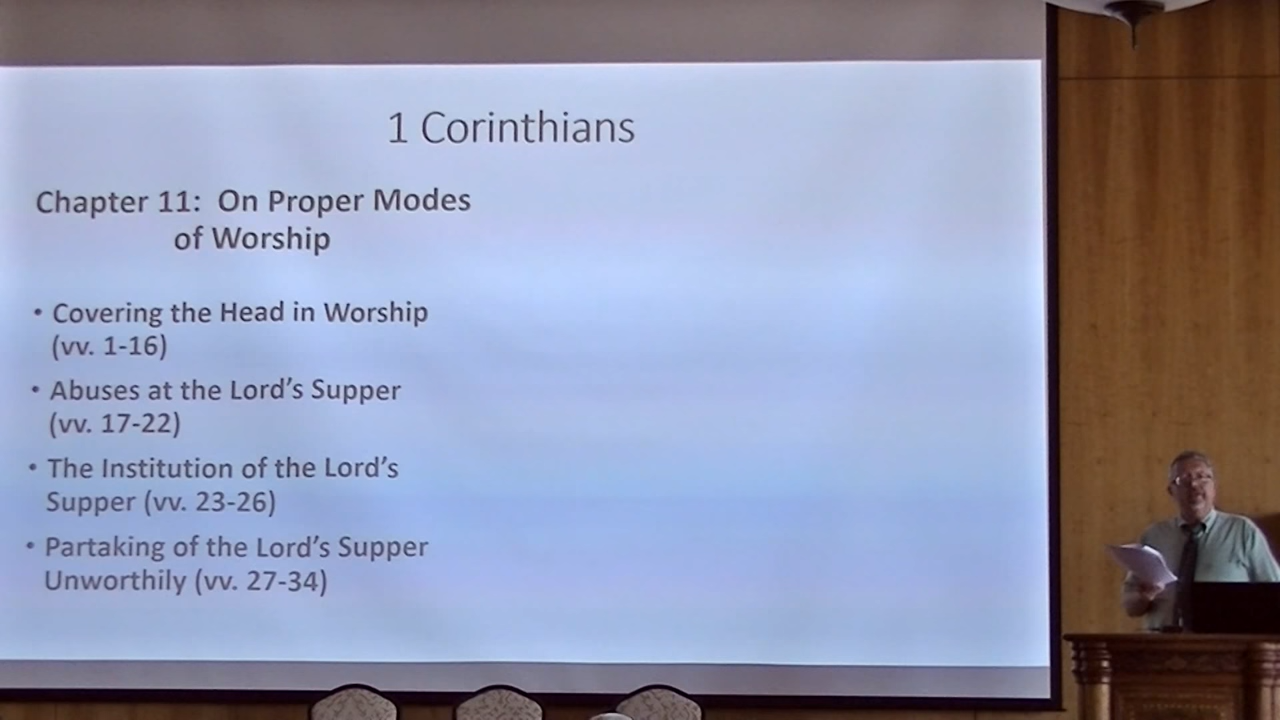 1 Corinthians
Chapter 11: On Proper Modes
of Worship
• Covering the Head in Worship
(vv. 1-16)
• Abuses at the Lord's Supper
(vv. 17-22)
• The Institution of the Lord's
Supper (vv. 23-26)
• Partaking of the Lord's Supper
Unworthily (vv. 27-34)